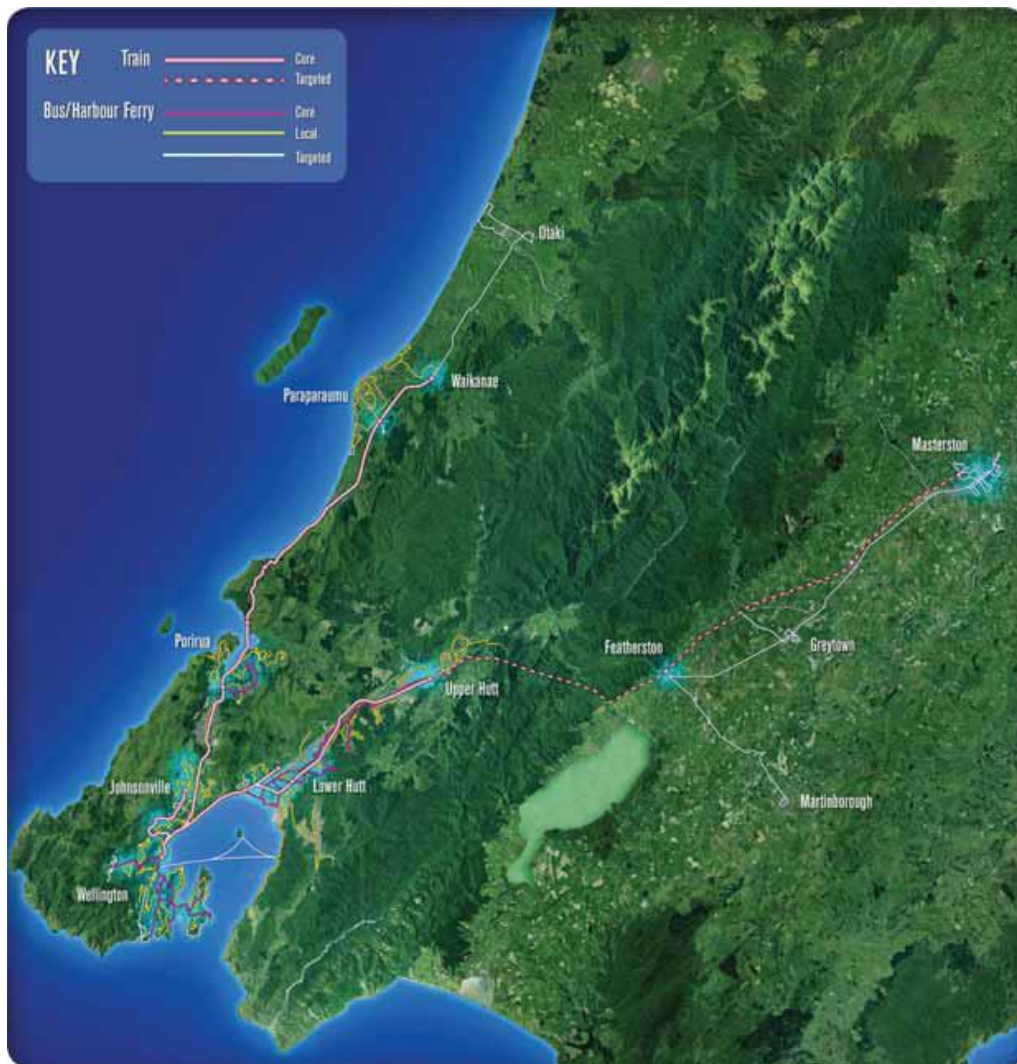 KEY
Train
Core
Targeted
Bus/Harbour Ferry
Core
Local
Targeted
Otaki
Waikanae
Paraparaumu
Masterston
Porirua
Featherston
Greytown
Upper Hutt
Johnsonville
Lower Hutt
Martinborough
Wellington